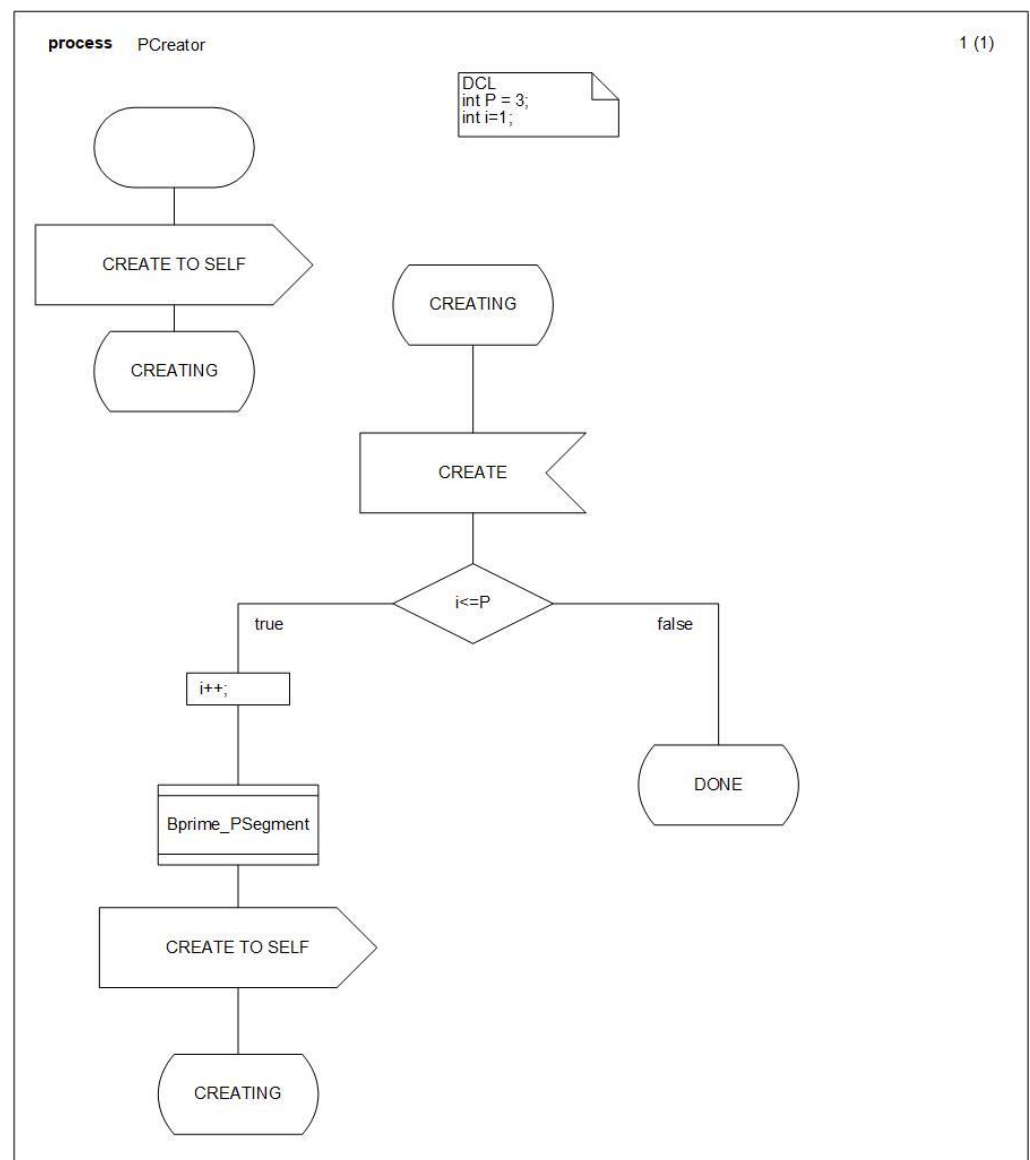 process PCreator
1 (1)
DCL
int P = 3;
int i=1;
CREATE TO SELF
CREATING
CREATING
CREATE
i<=P
true
false
i++;
DONE
Bprime_PSegment
CREATE TO SELF
CREATING